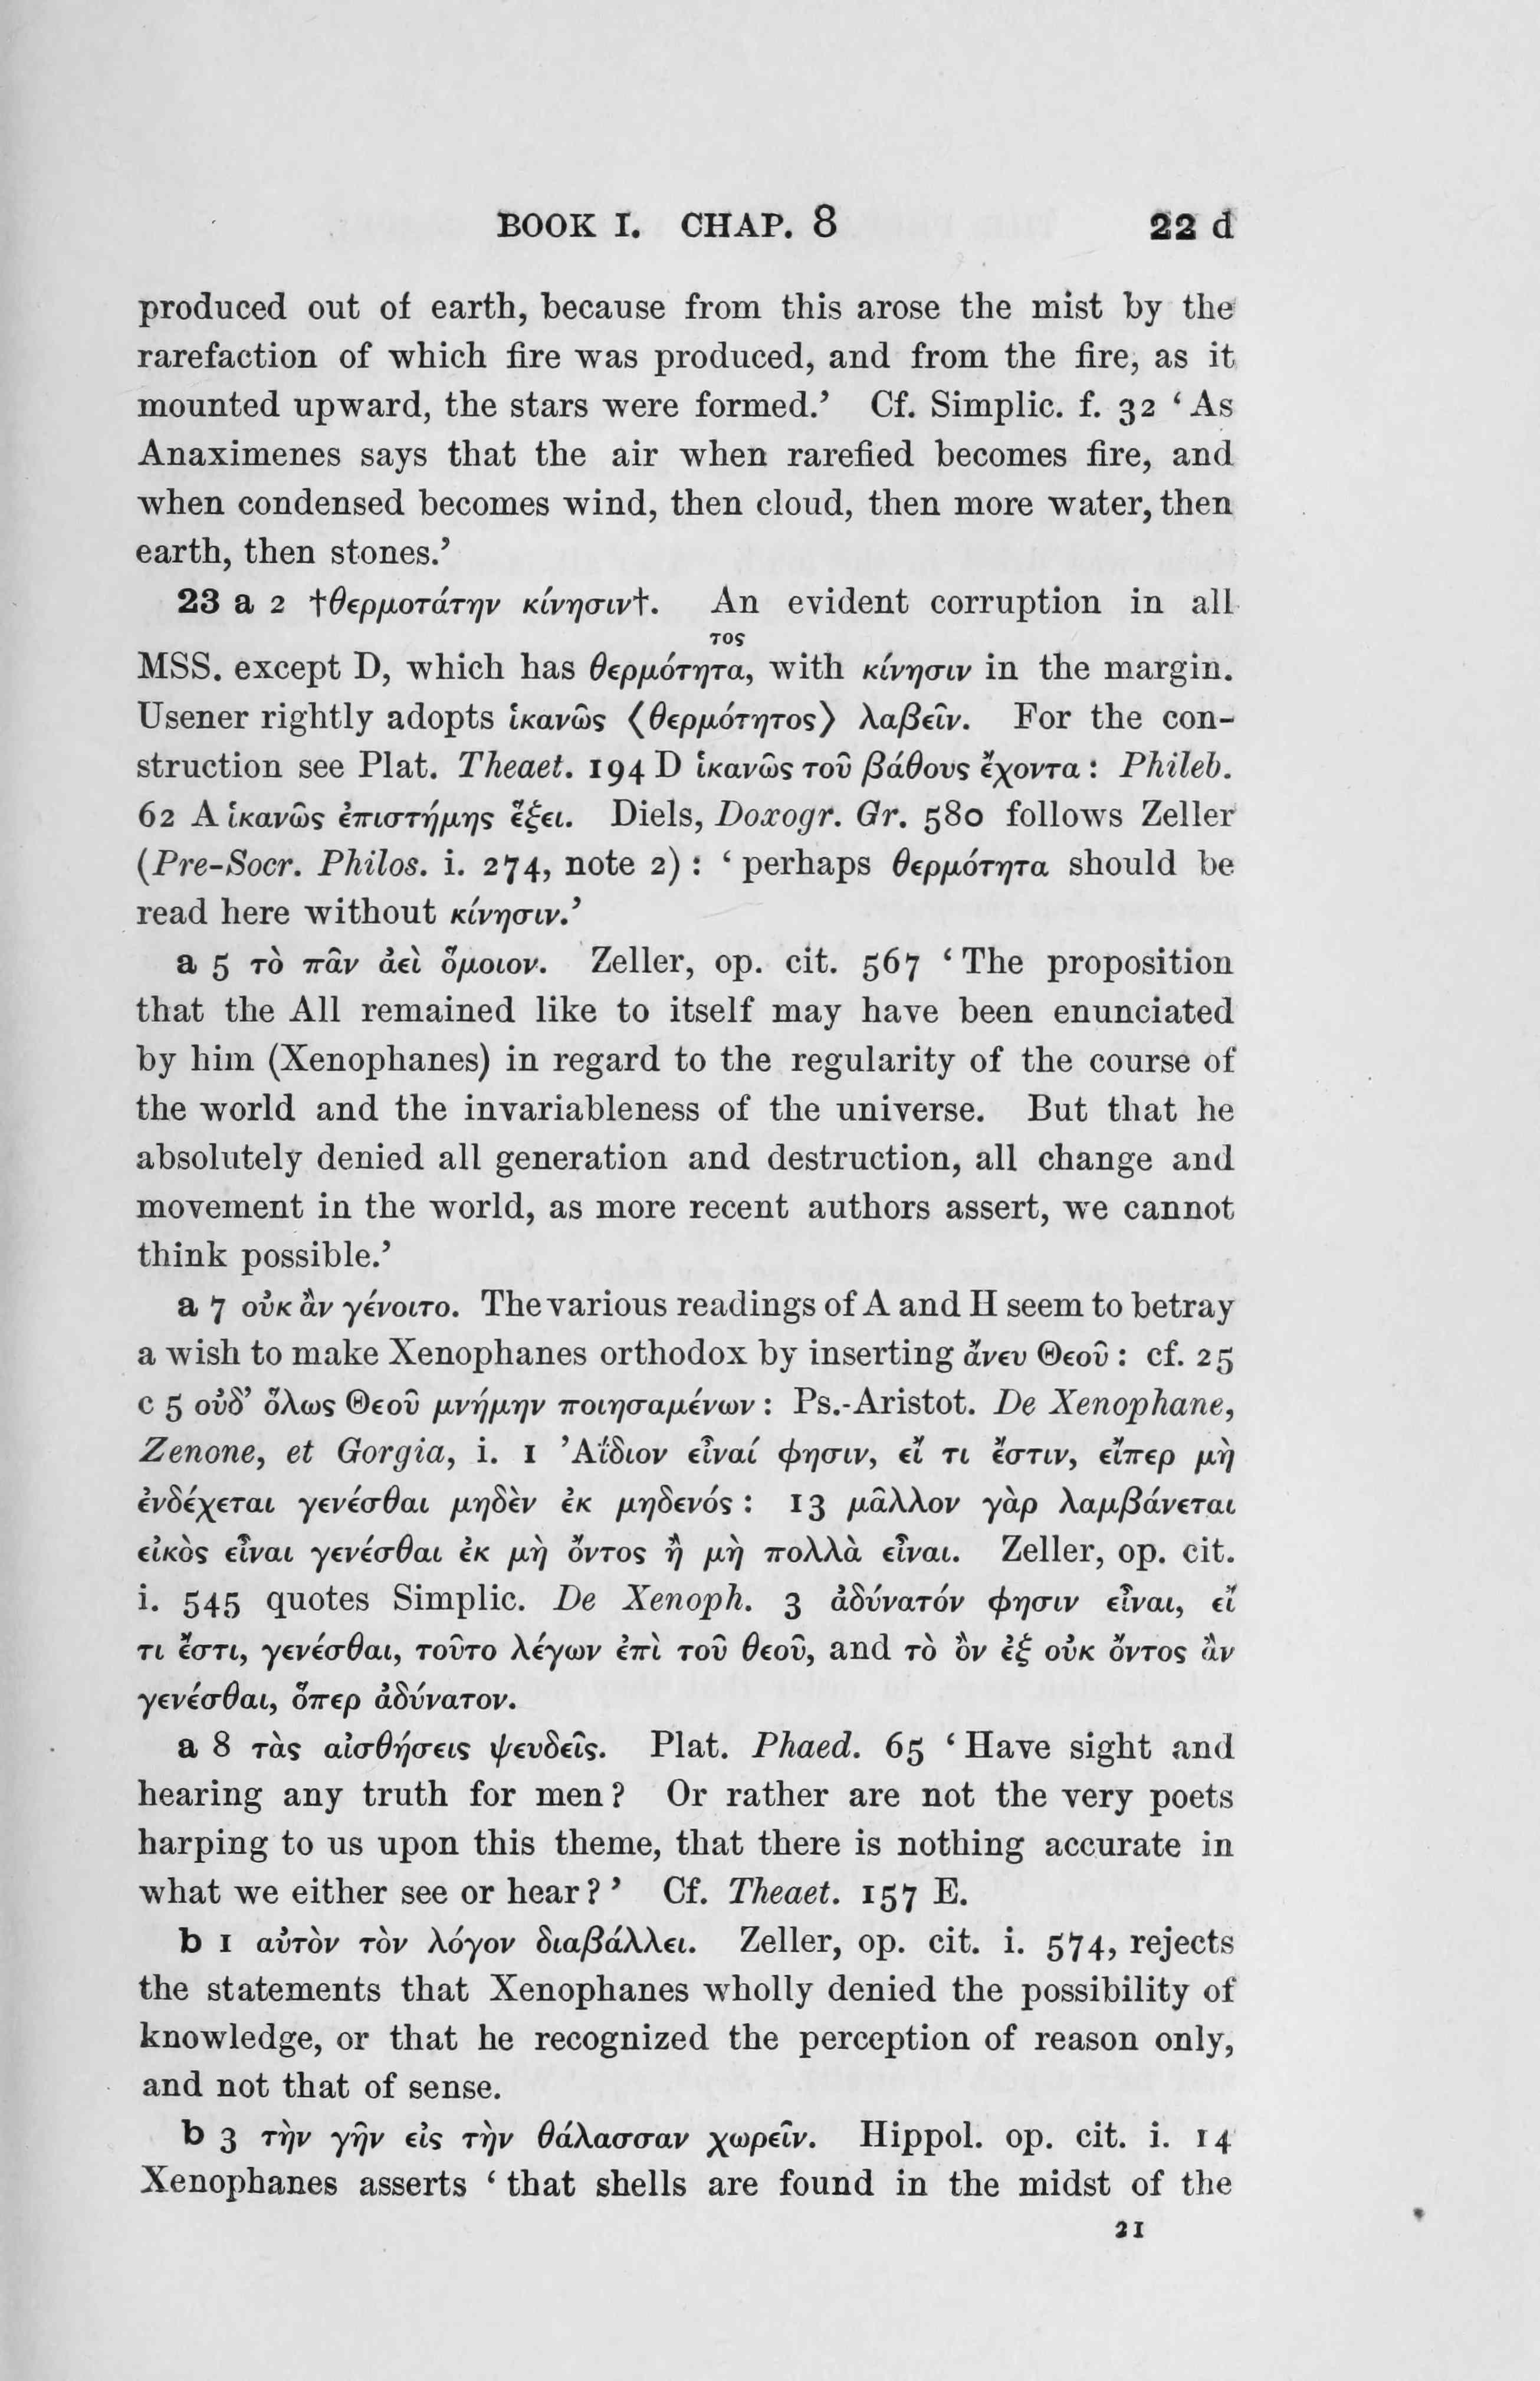 BOOK I. CHAP. 8 22 d
produced out of earth, because from this arose the mist by the
rarefaction of which fire was produced, and from the fire, as it
mounted upward, the stars were formed.’ Cf. Simplic. f. 32 ‘As
Anaximenes says that the air when rarefied becomes fire, and
when condensed becomes wind, then cloud, then more water, then
earth, then stones.’
23 a 2 †θερμοτάτην κίνησιν†. An evident corruption in all
τος
MSS. except D, which has θερμότητα, with κίνησιν in the margin.
Usener rightly adopts ἱκανῶς ⟨θερμότητος⟩ λαβεῖν. For the con-
struction see Plat. Theaet. 194 D ἱκανῶς τοῦ βάθους ἔχοντα : Phileb.
62 A ἱκανῶς ἐπιστήμης ἕξει. Diels, Doxogr. Gr. 580 follows Zeller
(Pre-Socr. Philos. i. 274, note 2) : ‘perhaps θερμότητα should be
read here without κίνησιν.’
a 5 τὸ πᾶν ἀεὶ ὅμοιον. Zeller, op. cit. 567 ‘The proposition
that the All remained like to itself may have been enunciated
by him (Xenophanes) in regard to the regularity of the course of
the world and the invariableness of the universe. But that he
absolutely denied all generation and destruction, all change and
movement in the world, as more recent authors assert, we cannot
think possible.’
a 7 οὐκ ἂν γένοιτο. The various readings of A and H seem to betray
a wish to make Xenophanes orthodox by inserting ἄνευ Θεοῦ : cf. 25
c 5 οὐδ’ ὅλως Θεοῦ μνήμην ποιησαμένων : Ps.-Aristot. De Xenophane,
Zenone, et Gorgia, i. 1 Ἀΐδιον εἶναί φησιν, εἴ τι ἔστιν, εἴπερ μὴ
ἐνδέχεται γενέσθαι μηδὲν ἐκ μηδενός : 13 μᾶλλον γὰρ λαμβάνεται
εἰκὸς εἶναι γενέσθαι ἐκ μὴ ὄντος ἢ μὴ πολλὰ εἶναι. Zeller, op. cit.
i. 545 quotes Simplic. De Xenoph. 3 ἀδύνατόν φησιν εἶναι, εἴ
τι ἔστι, γενέσθαι, τοῦτο λέγων ἐπὶ τοῦ θεοῦ, and τὸ ὂν ἐξ οὐκ ὄντος ἂν
γενέσθαι, ὅπερ ἀδύνατον.
a 8 τὰς αἰσθήσεις ψευδεῖς. Plat. Phaed. 65 ‘Have sight and
hearing any truth for men? Or rather are not the very poets
harping to us upon this theme, that there is nothing accurate in
what we either see or hear?’ Cf. Theaet. 157 E.
b 1 αὐτὸν τὸν λόγον διαβάλλει. Zeller, op. cit. i. 574, rejects
the statements that Xenophanes wholly denied the possibility of
knowledge, or that he recognized the perception of reason only,
and not that of sense.
b 3 τὴν γῆν εἰς τὴν θάλασσαν χωρεῖν. Hippol. op. cit. i. 14
Xenophanes asserts ‘that shells are found in the midst of the
21